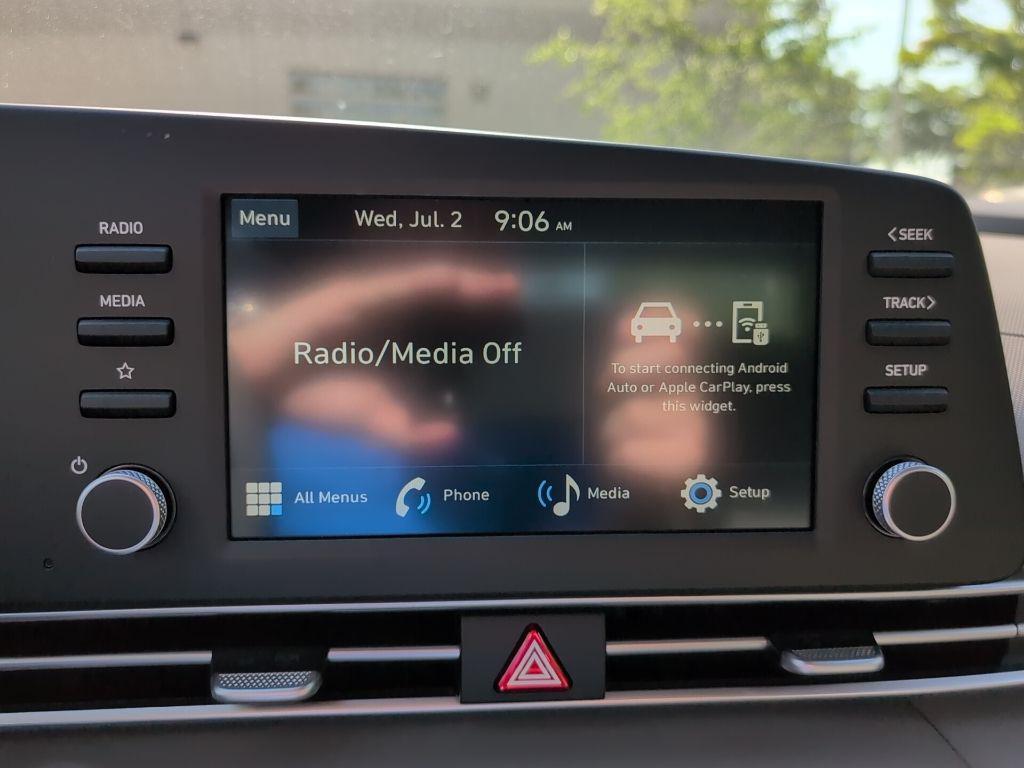 RADIO
MEDIA
Menu
Wed, Jul. 2
9:06 AM
Radio/Media Off
To start connecting Android
Auto or Apple CarPlay, press
this widget.
All Menus
Phone
Media
Setup
<SEEK
TRACK>
SETUP